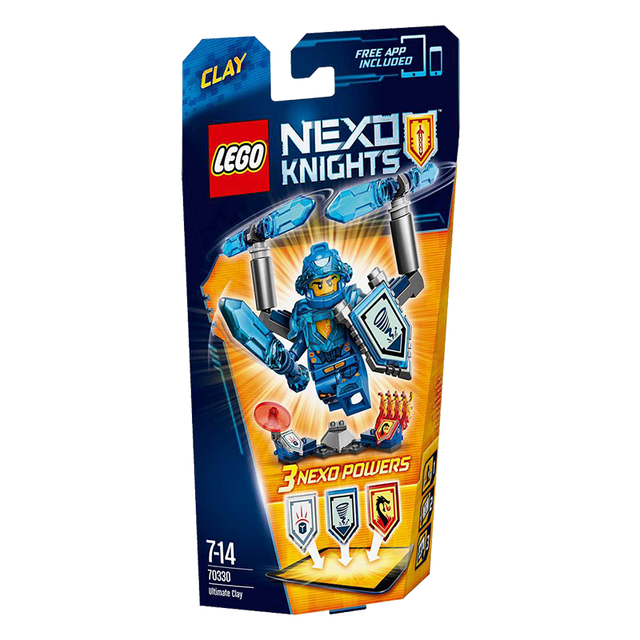 CLAY
FREE APP
INCLUDED
LEGO
NEXO
KNIGHTS
3 NEXO POWERS
7-14
70330
Ultimate Clay